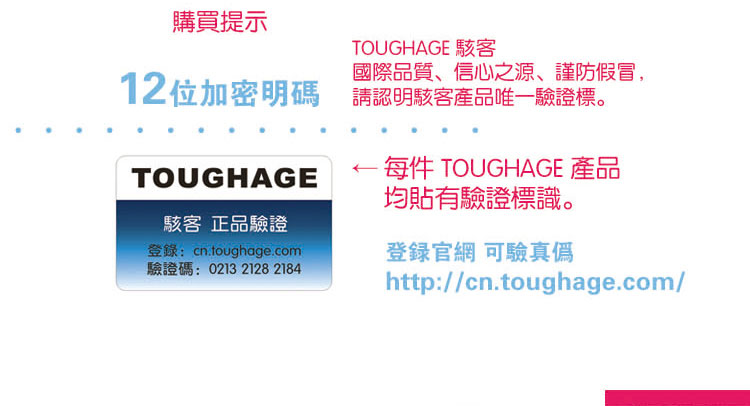 購買提示
12位加密明碼
TOUGHAGE 駭客
國際品質、信心之源、謹防假冒，
請認明駭客產品唯一驗證標。
TOUGHAGE
駭客 正品驗證
登錄：cn.toughage.com
驗證碼：0213 2128 2184
← 每件 TOUGHAGE 產品
均貼有驗證標識。
登錄官網 可驗真僞
http://cn.toughage.com/